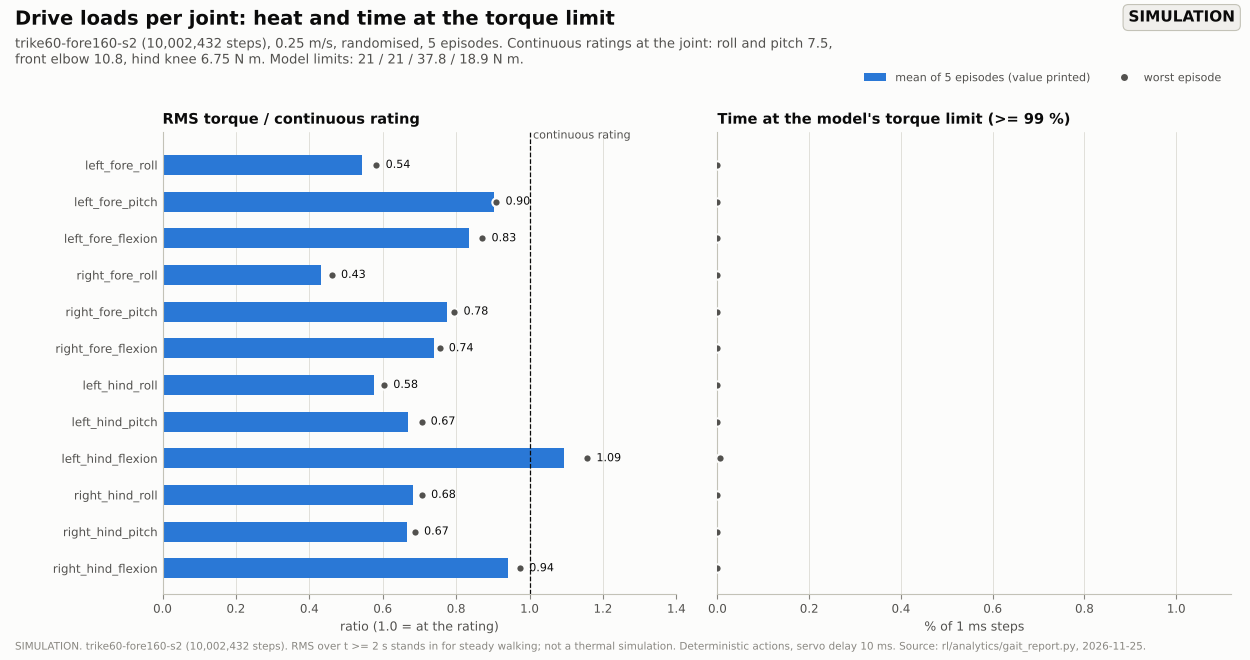 Drive loads per joint: heat and time at the torque limit
SIMULATION
trike60-fore160-s2 (10,002,432 steps), 0.25 m/s, randomised, 5 episodes. Continuous ratings at the joint: roll and pitch 7.5,
front elbow 10.8, hind knee 6.75 N m. Model limits: 21 / 21 / 37.8 / 18.9 N m.
mean of 5 episodes (value printed)
worst episode
RMS torque / continuous rating
continuous rating
left_fore_roll 0.54
left_fore_pitch 0.90
left_fore_flexion 0.83
right_fore_roll 0.43
right_fore_pitch 0.78
right_fore_flexion 0.74
left_hind_roll 0.58
left_hind_pitch 0.67
left_hind_flexion 1.09
right_hind_roll 0.68
right_hind_pitch 0.67
right_hind_flexion 0.94
0.0 0.2 0.4 0.6 0.8 1.0 1.2 1.4
ratio (1.0 = at the rating)
Time at the model's torque limit (>= 99 %)
0.0 0.2 0.4 0.6 0.8 1.0
% of 1 ms steps
SIMULATION. trike60-fore160-s2 (10,002,432 steps). RMS over t >= 2 s stands in for steady walking; not a thermal simulation. Deterministic actions, servo delay 10 ms. Source: rl/analytics/gait_report.py, 2026-11-25.